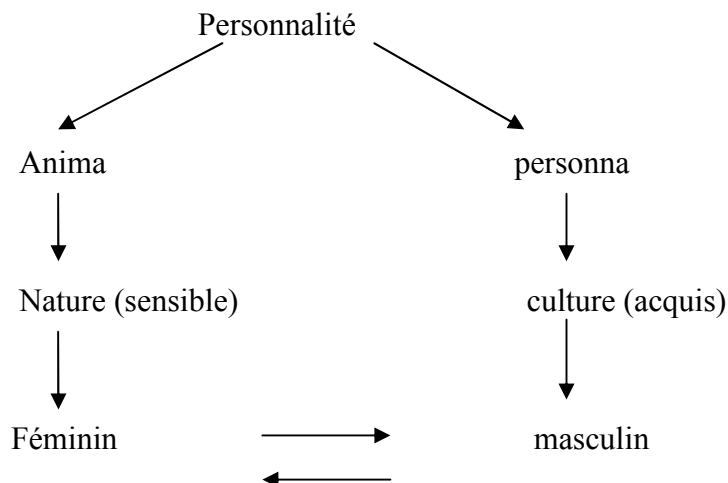 Personnalité
Anima personna
Nature (sensible) culture (acquis)
Féminin masculin